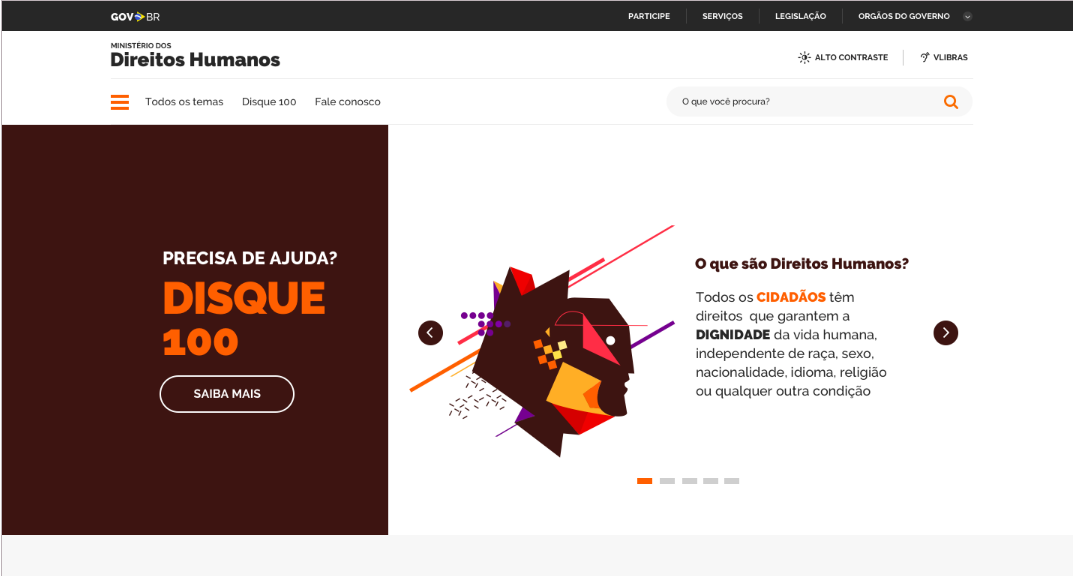 GOV BR
PARTICIPE
SERVIÇOS
LEGISLAÇÃO
ORGÃOS DO GOVERNO
MINISTÉRIO DOS
Direitos Humanos
ALTO CONTRASTE
VLIBRAS
Todos os temas
Disque 100
Fale conosco
O que você procura?
PRECISA DE AJUDA?
DISQUE
100
SAIBA MAIS
O que são Direitos Humanos?
Todos os CIDADÃOS têm
direitos que garantem a
DIGNIDADE da vida humana,
independente de raça, sexo,
nacionalidade, idioma, religião
ou qualquer outra condição